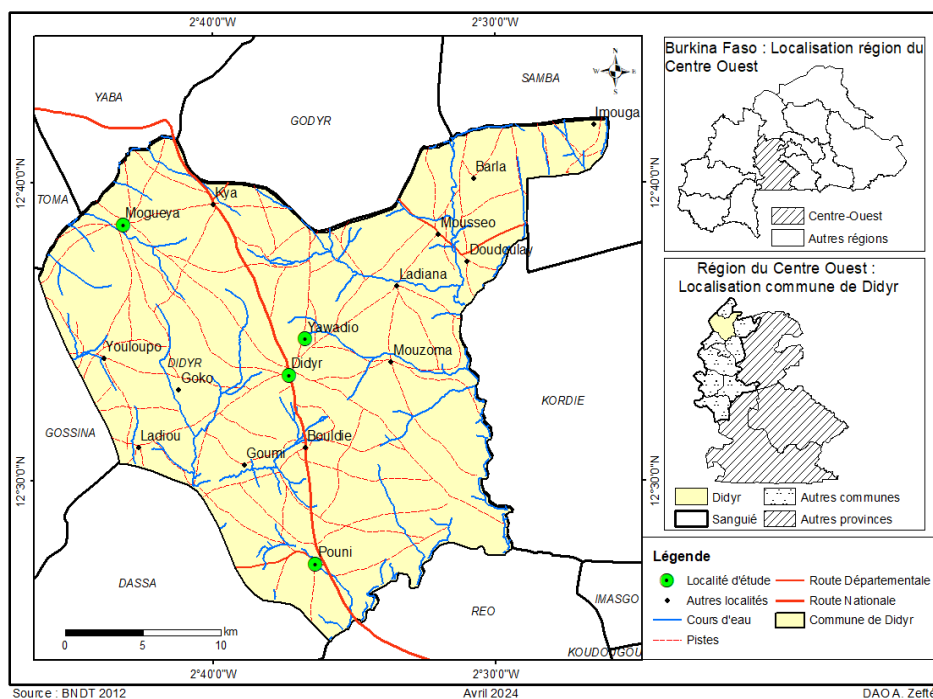 2°40'0"W
2°30'0"W
N
W
E
S
YABA
GODYR
SAMBA
Imouga
Barla
12°40'0"N
12°40'0"N
TOMA
Kya
Mogueya
Mousseo
Doudoulay
Ladiana
Yawadio
Youloupo
DIDYR
Didyr
Mouzoma
Goko
KORDIE
GOSSINA
Ladiou
Bouldie
Goumi
12°30'0"N
12°30'0"N
Pouni
DASSA
REO
IMASGO
KOUDOUGOU
0
5
10
km
2°40'0"W
2°30'0"W
Burkina Faso : Localisation région du
Centre Ouest
Centre-Ouest
Autres régions
Région du Centre Ouest :
Localisation commune de Didyr
Didyr
Autres communes
Sanguié
Autres provinces
Légende
Localité d'étude
Route Départementale
Autres localités
Route Nationale
Cours d'eau
Commune de Didyr
Pistes
Source : BNDT 2012
Avril 2024
DAO A. Zefte